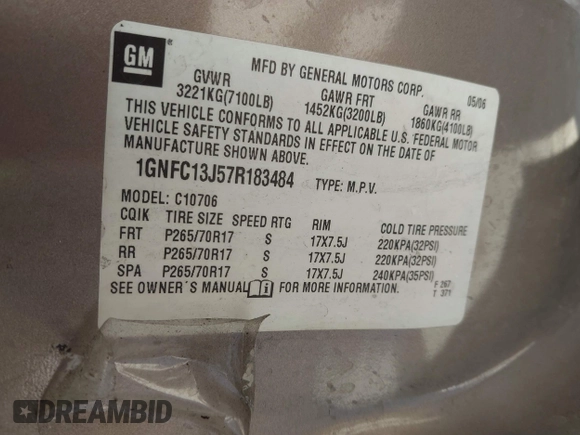 GM
®
MFD BY GENERAL MOTORS CORP. 05/06
GVWR GAWR FRT GAWR RR
3221KG(7100LB) 1452KG(3200LB) 1860KG(4100LB)
THIS VEHICLE CONFORMS TO ALL APPLICABLE U.S. FEDERAL MOTOR
VEHICLE SAFETY STANDARDS IN EFFECT ON THE DATE OF
MANUFACTURE SHOWN ABOVE.
1GNFC13J57R183484 TYPE: M.P.V.
MODEL: C10706
CQIK TIRE SIZE SPEED RTG RIM COLD TIRE PRESSURE
FRT P265/70R17 S 17X7.5J 220KPA(32PSI)
RR P265/70R17 S 17X7.5J 220KPA(32PSI)
SPA P265/70R17 S 17X7.5J 240KPA(35PSI)
SEE OWNER'S MANUAL FOR MORE INFORMATION.
F 267
T 371
DREAMBID